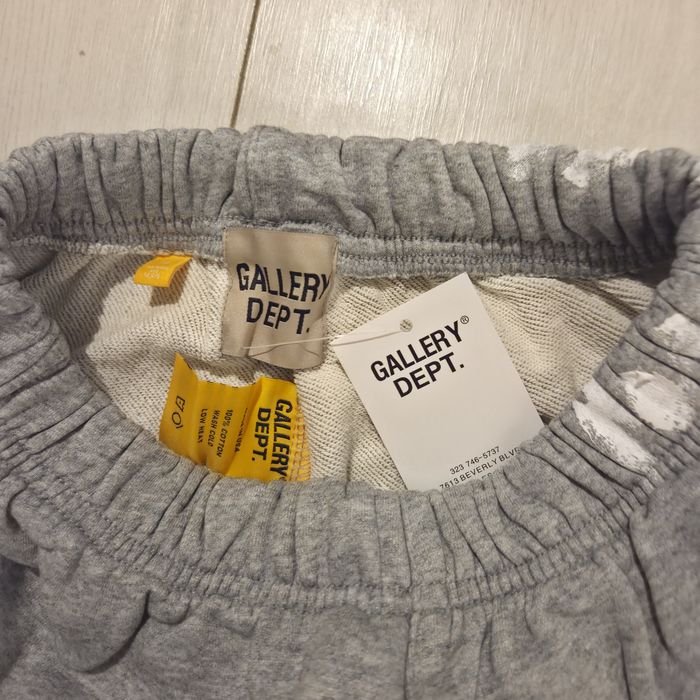 GALLERY
DEPT.
GALLERY®
DEPT.
323 746-5737
7613 BEVERLY BLVD
GALLERY
DEPT.
100% COTTON
WASH COLD
LOW HEAT